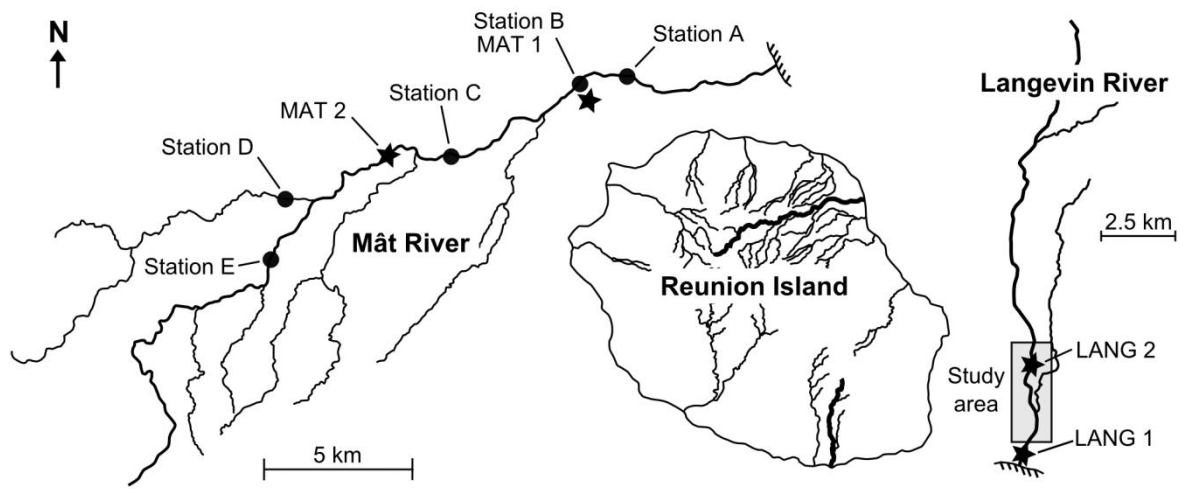 N
Station B
MAT 1
Station A
Station C
MAT 2
Station D
Station E
Mât River
5 km
Reunion Island
Langevin River
2.5 km
LANG 2
Study
area
LANG 1